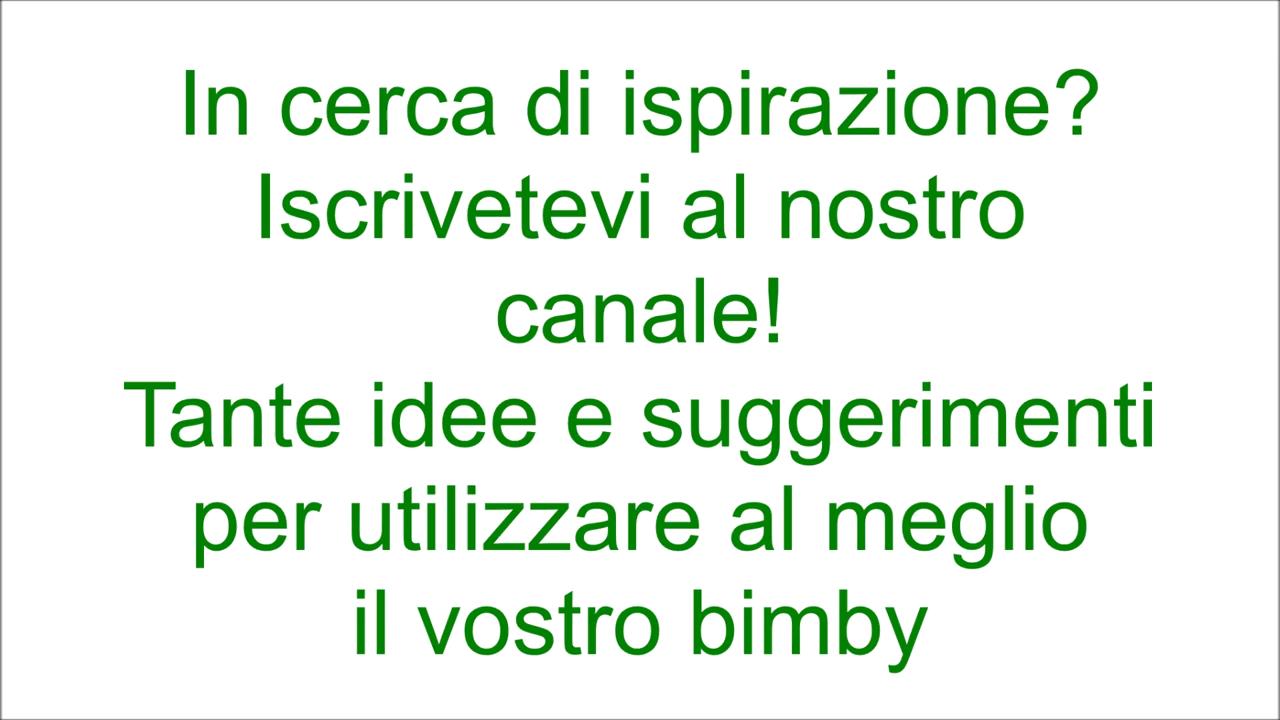 In cerca di ispirazione?
Iscrivetevi al nostro
canale!
Tante idee e suggerimenti
per utilizzare al meglio
il vostro bimby